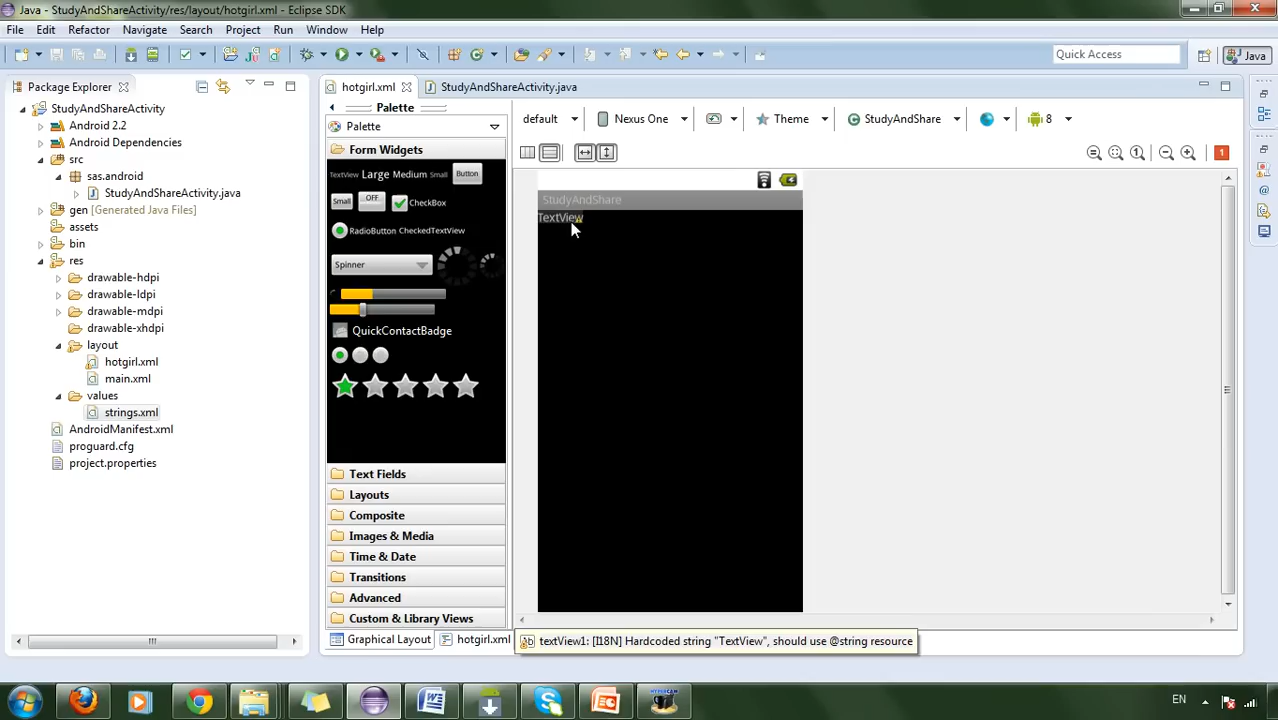 Java - StudyAndShareActivity/res/layout/hotgirl.xml - Eclipse SDK
File Edit Refactor Navigate Search Project Run Window Help
Quick Access
Java
Package Explorer
hotgirl.xml
StudyAndShareActivity.java
StudyAndShareActivity
Android 2.2
Android Dependencies
src
sas.android
StudyAndShareActivity.java
gen [Generated Java Files]
assets
bin
res
drawable-hdpi
drawable-ldpi
drawable-mdpi
drawable-xhdpi
layout
hotgirl.xml
main.xml
values
strings.xml
AndroidManifest.xml
proguard.cfg
project.properties
Palette
Palette
Form Widgets
TextView Large Medium Small Button
Small OFF CheckBox
RadioButton CheckedTextView
Spinner
QuickContactBadge
Text Fields
Layouts
Composite
Images & Media
Time & Date
Transitions
Advanced
Custom & Library Views
Graphical Layout
hotgirl.xml
default Nexus One Theme StudyAndShare 8
1
1
StudyAndShare
TextView
textView1: [I18N] Hardcoded string "TextView", should use @string resource
HYPERCAM
EN